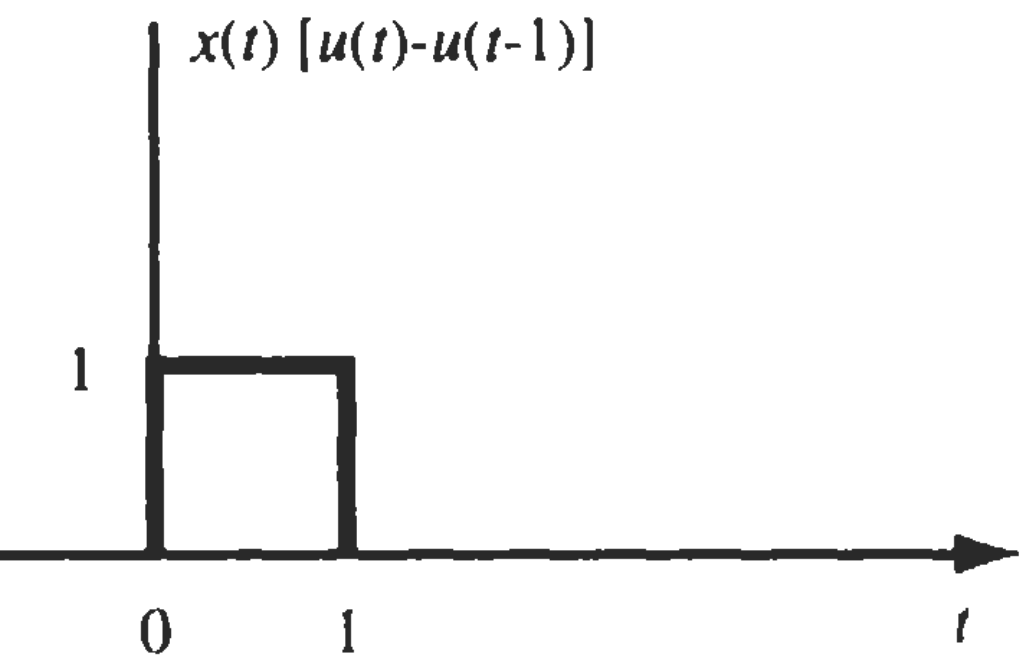 x(t) [u(t)-u(t-1)]
1
0 1 t